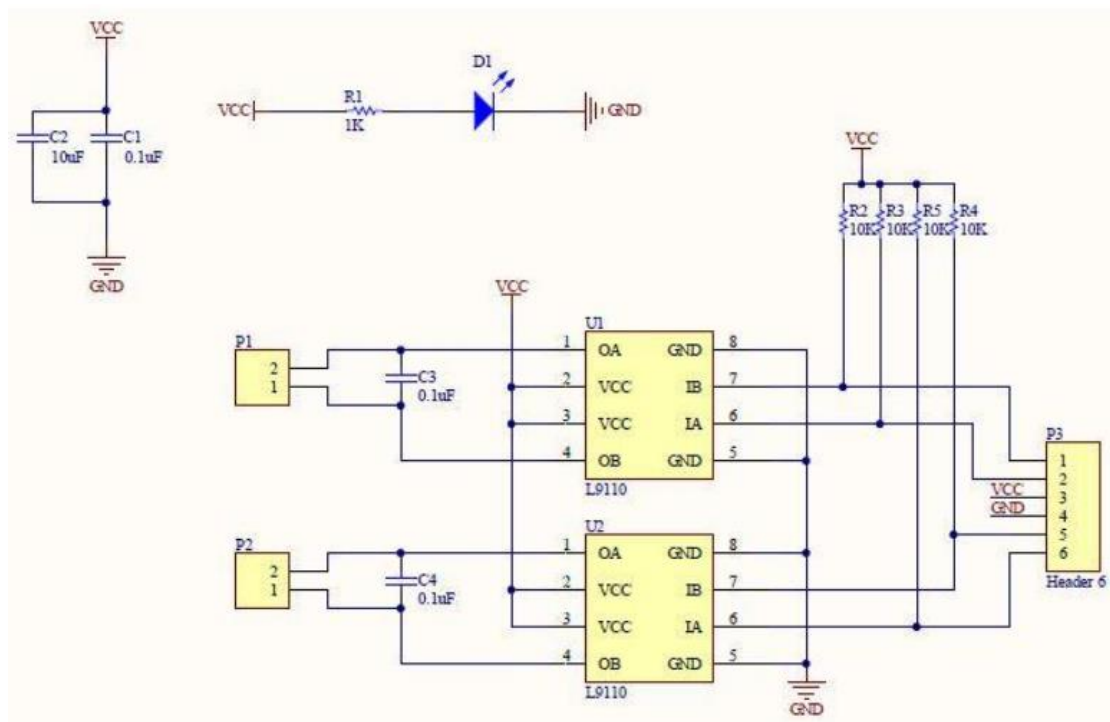 VCC
C2
10uF
C1
0.1uF
GND
VCC
R1
1K
D1
GND
VCC
R2
10K
R3
10K
R5
10K
R4
10K
VCC
P1
2
1
C3
0.1uF
U1
1 OA GND 8
2 VCC IB 7
3 VCC IA 6
4 OB GND 5
L9110
P3
1
2
VCC 3
GND 4
5
6
Header 6
P2
2
1
C4
0.1uF
U2
1 OA GND 8
2 VCC IB 7
3 VCC IA 6
4 OB GND 5
L9110
GND